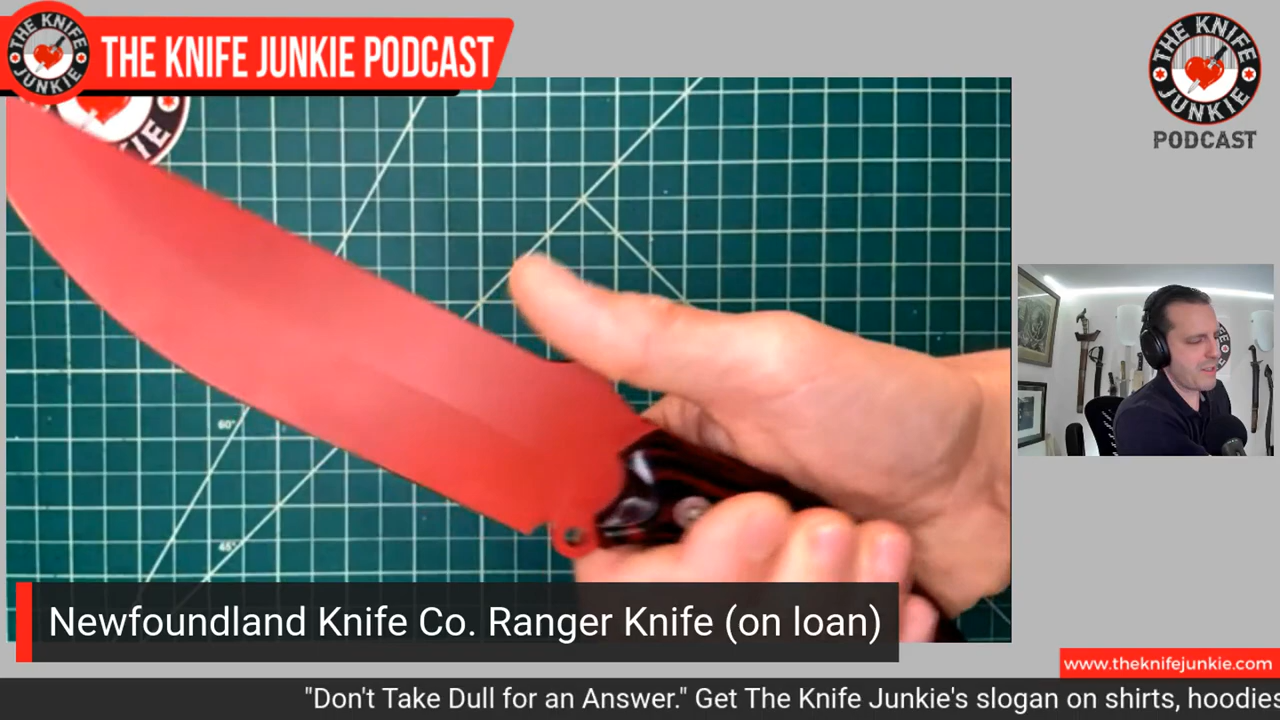 THE KNIFE
JUNKIE
THE KNIFE JUNKIE PODCAST
THE KNIFE
JUNKIE
PODCAST
60°
45°
Newfoundland Knife Co. Ranger Knife (on loan)
www.theknifejunkie.com
"Don't Take Dull for an Answer." Get The Knife Junkie's slogan on shirts, hoodies